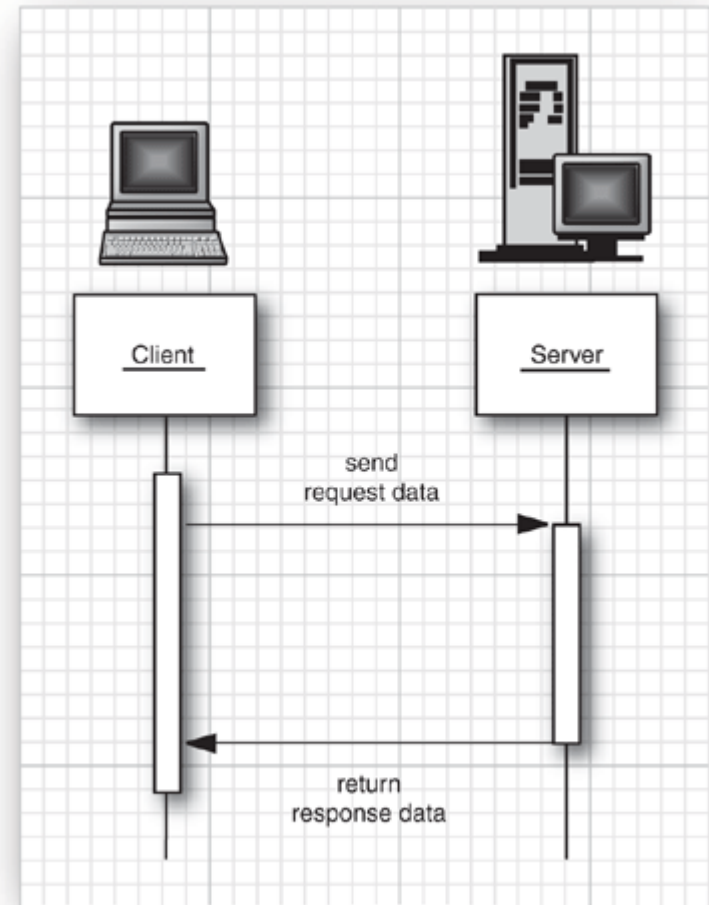 Client
Server
send
request data
return
response data